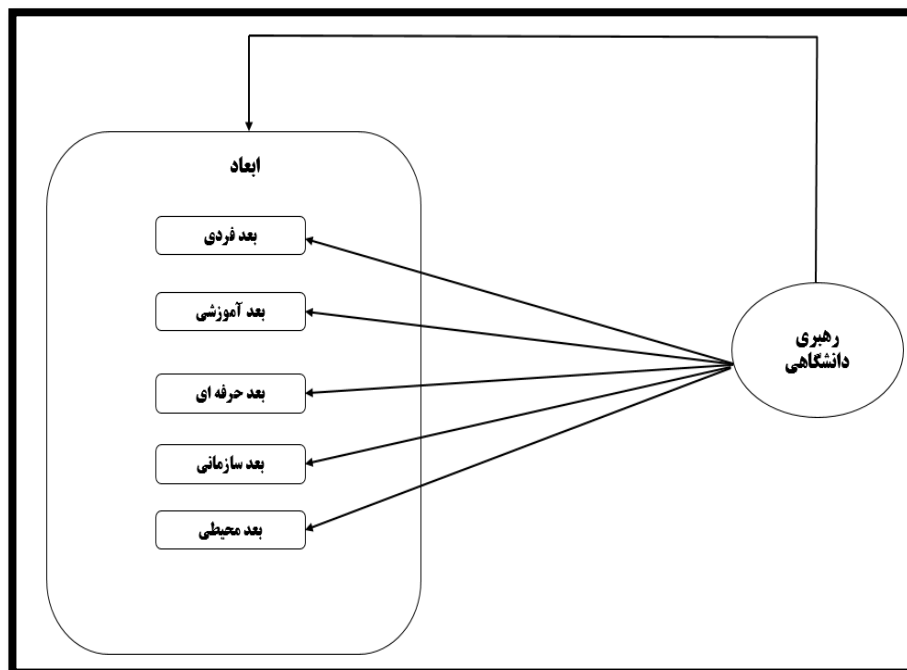 ابعاد
بعد فردی
بعد آموزشی
بعد حرفه ای
بعد سازمانی
بعد محیطی
رهبری
دانشگاهی